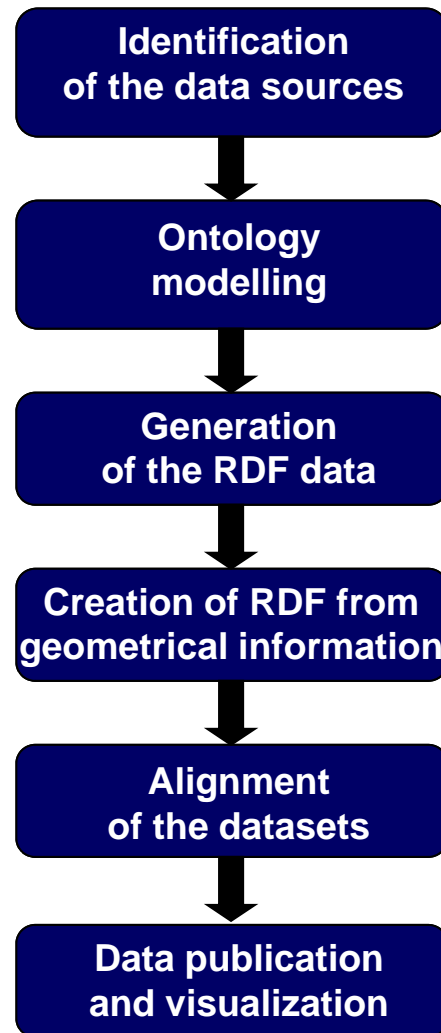 Identification
of the data sources
Ontology
modelling
Generation
of the RDF data
Creation of RDF from
geometrical information
Alignment
of the datasets
Data publication
and visualization